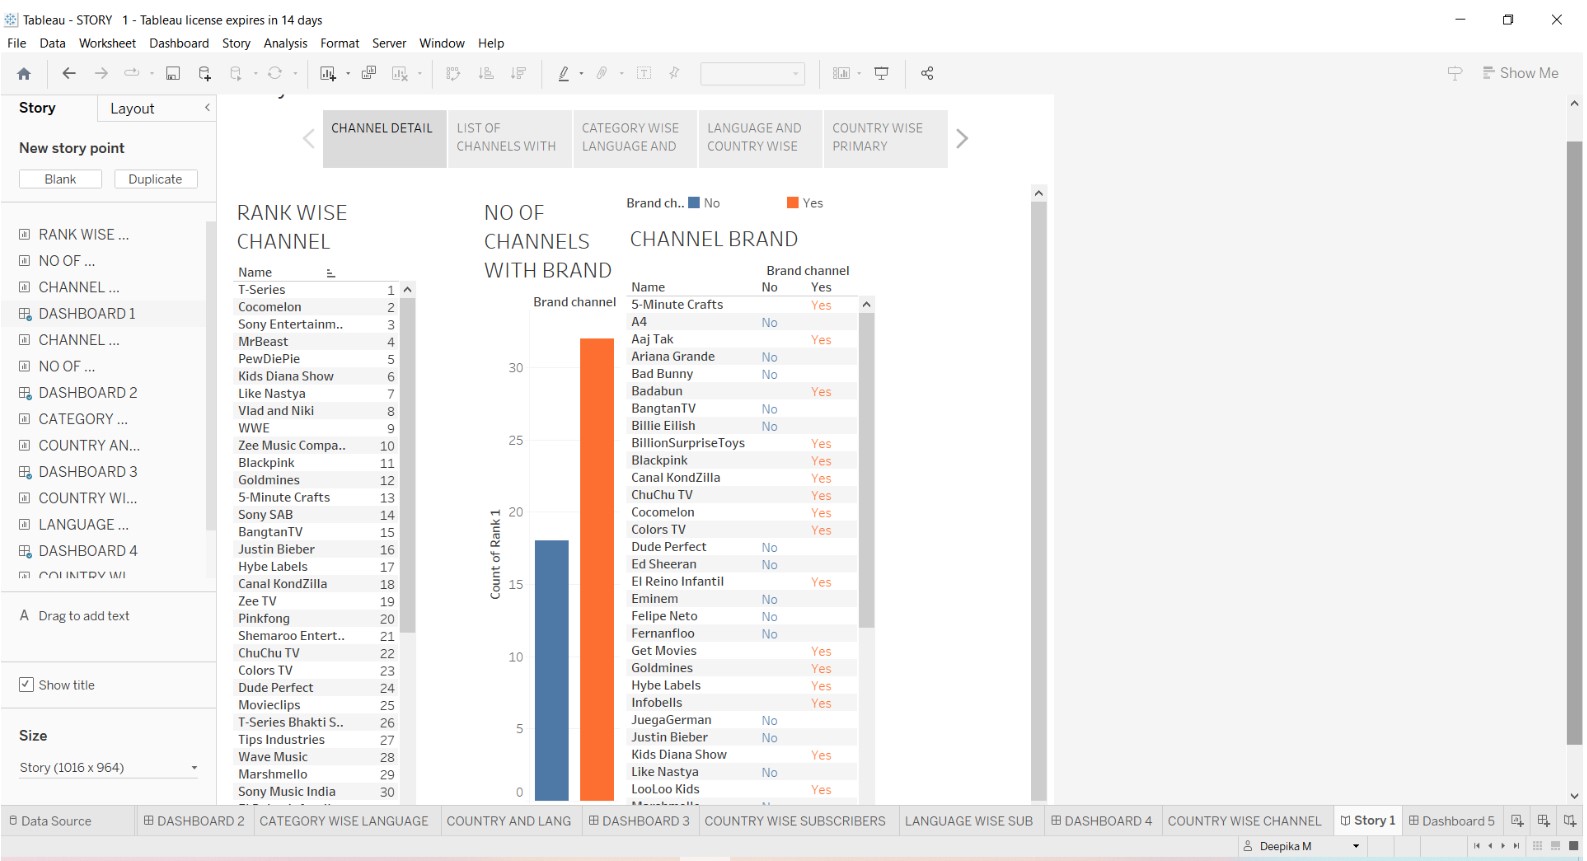 Tableau - STORY 1 - Tableau license expires in 14 days
File Data Worksheet Dashboard Story Analysis Format Server Window Help
Show Me
Story Layout
New story point
Blank Duplicate
RANK WISE ...
NO OF ...
CHANNEL ...
DASHBOARD 1
CHANNEL ...
NO OF ...
DASHBOARD 2
CATEGORY ...
COUNTRY AN...
DASHBOARD 3
COUNTRY WI...
LANGUAGE ...
DASHBOARD 4
COUNTRY WI
A Drag to add text
Show title
Size
Story (1016 x 964)
CHANNEL DETAIL
LIST OF
CHANNELS WITH
CATEGORY WISE
LANGUAGE AND
LANGUAGE AND
COUNTRY WISE
COUNTRY WISE
PRIMARY
RANK WISE
CHANNEL
Name
T-Series 1
Cocomelon 2
Sony Entertainm.. 3
MrBeast 4
PewDiePie 5
Kids Diana Show 6
Like Nastya 7
Vlad and Niki 8
WWE 9
Zee Music Compa.. 10
Blackpink 11
Goldmines 12
5-Minute Crafts 13
Sony SAB 14
BangtanTV 15
Justin Bieber 16
Hybe Labels 17
Canal KondZilla 18
Zee TV 19
Pinkfong 20
Shemaroo Entert.. 21
ChuChu TV 22
Colors TV 23
Dude Perfect 24
Movieclips 25
T-Series Bhakti S.. 26
Tips Industries 27
Wave Music 28
Marshmello 29
Sony Music India 30
NO OF
CHANNELS
WITH BRAND
Brand channel
Count of Rank 1
30
25
20
15
10
5
0
Brand ch.. No Yes
CHANNEL BRAND
Brand channel
Name No Yes
5-Minute Crafts Yes
A4 No
Aaj Tak Yes
Ariana Grande No
Bad Bunny No
Badabun Yes
BangtanTV No
Billie Eilish No
BillionSurpriseToys Yes
Blackpink Yes
Canal KondZilla Yes
ChuChu TV Yes
Cocomelon Yes
Colors TV Yes
Dude Perfect No
Ed Sheeran No
El Reino Infantil Yes
Eminem No
Felipe Neto No
Fernanfloo No
Get Movies Yes
Goldmines Yes
Hybe Labels Yes
Infobells Yes
JuegaGerman No
Justin Bieber No
Kids Diana Show Yes
Like Nastya No
LooLoo Kids Yes
Data Source DASHBOARD 2 CATEGORY WISE LANGUAGE COUNTRY AND LANG DASHBOARD 3 COUNTRY WISE SUBSCRIBERS LANGUAGE WISE SUB DASHBOARD 4 COUNTRY WISE CHANNEL Story 1 Dashboard 5
Deepika M